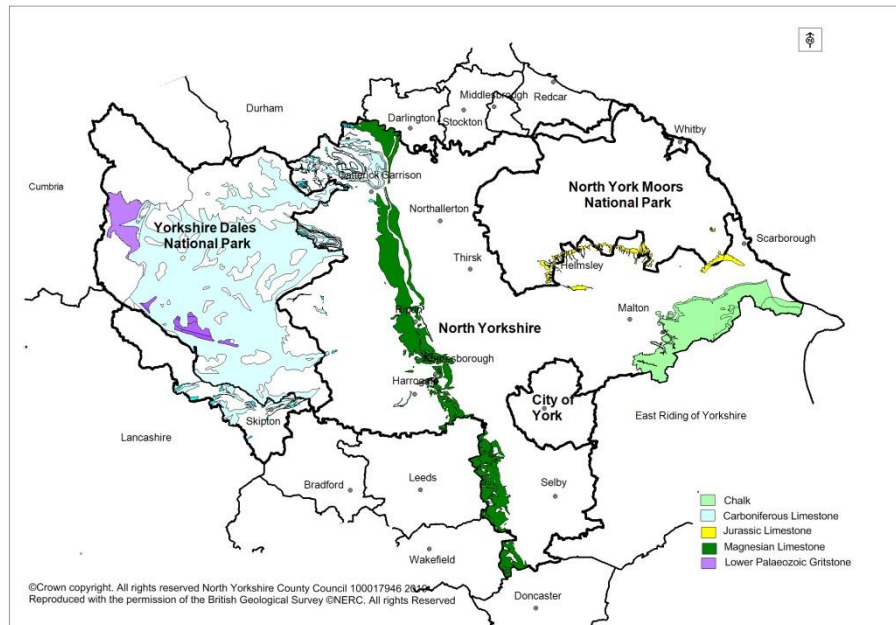 N
Durham
Darlington
Middlesbrough
Stockton
Redcar
Whitby
Cumbria
Catterick Garrison
Yorkshire Dales
National Park
Northallerton
North York Moors
National Park
Scarborough
Thirsk
Helmsley
Malton
Ripon
North Yorkshire
Knaresborough
Harrogate
City of
York
Skipton
East Riding of Yorkshire
Lancashire
Bradford
Leeds
Selby
Wakefield
Doncaster
Chalk
Carboniferous Limestone
Jurassic Limestone
Magnesian Limestone
Lower Palaeozoic Gritstone
©Crown copyright. All rights reserved North Yorkshire County Council 100017946
Reproduced with the permission of the British Geological Survey ©NERC. All rights Reserved